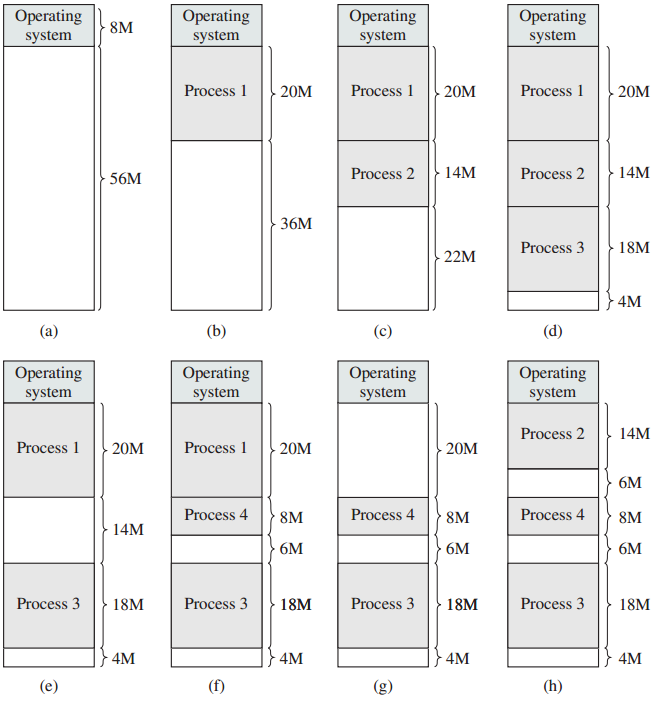 Operating
system
8M
56M
(a)
Operating
system
Process 1
20M
36M
(b)
Operating
system
Process 1
20M
Process 2
14M
22M
(c)
Operating
system
Process 1
20M
Process 2
14M
Process 3
18M
4M
(d)
Operating
system
Process 1
20M
14M
Process 3
18M
4M
(e)
Operating
system
Process 1
20M
Process 4
8M
6M
Process 3
18M
4M
(f)
Operating
system
20M
Process 4
8M
6M
Process 3
18M
4M
(g)
Operating
system
Process 2
14M
6M
Process 4
8M
6M
Process 3
18M
4M
(h)